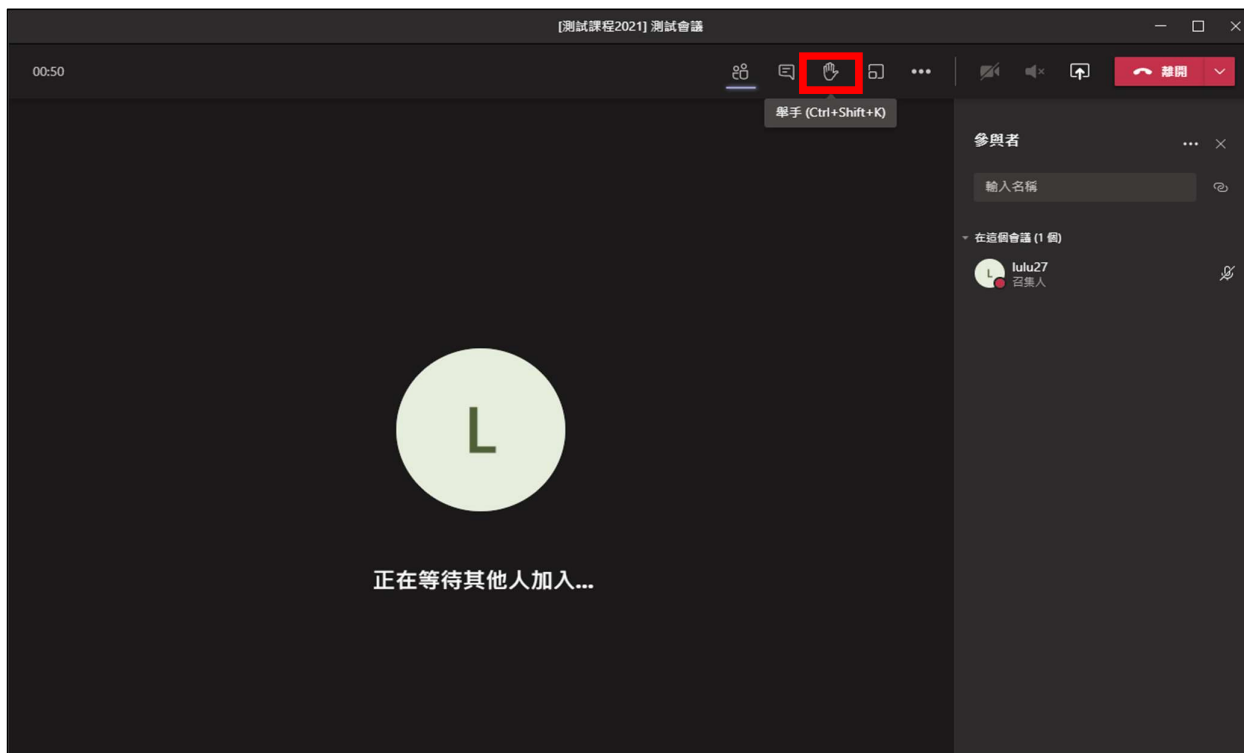 [測試課程2021] 測試會議
00:50
離開
舉手 (Ctrl+Shift+K)
參與者
輸入名稱
在這個會議 (1 個)
L
lulu27
召集人
L
正在等待其他人加入...